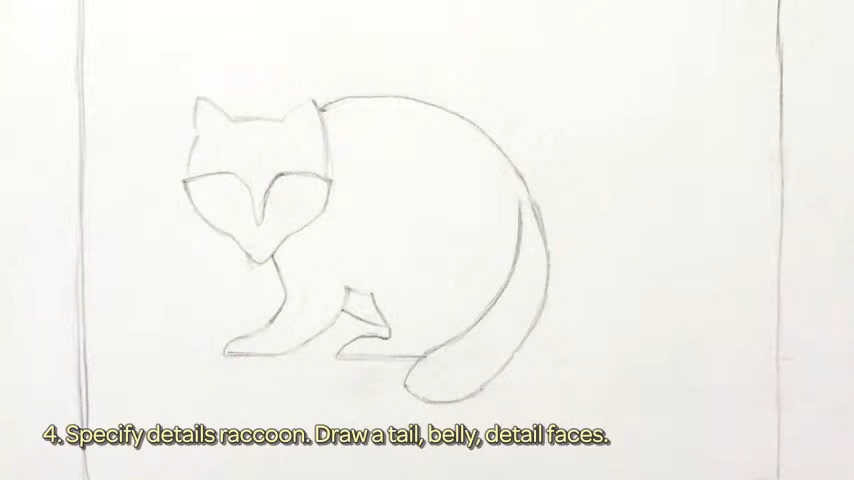 4. Specify details raccoon. Draw a tail, belly, detail faces.